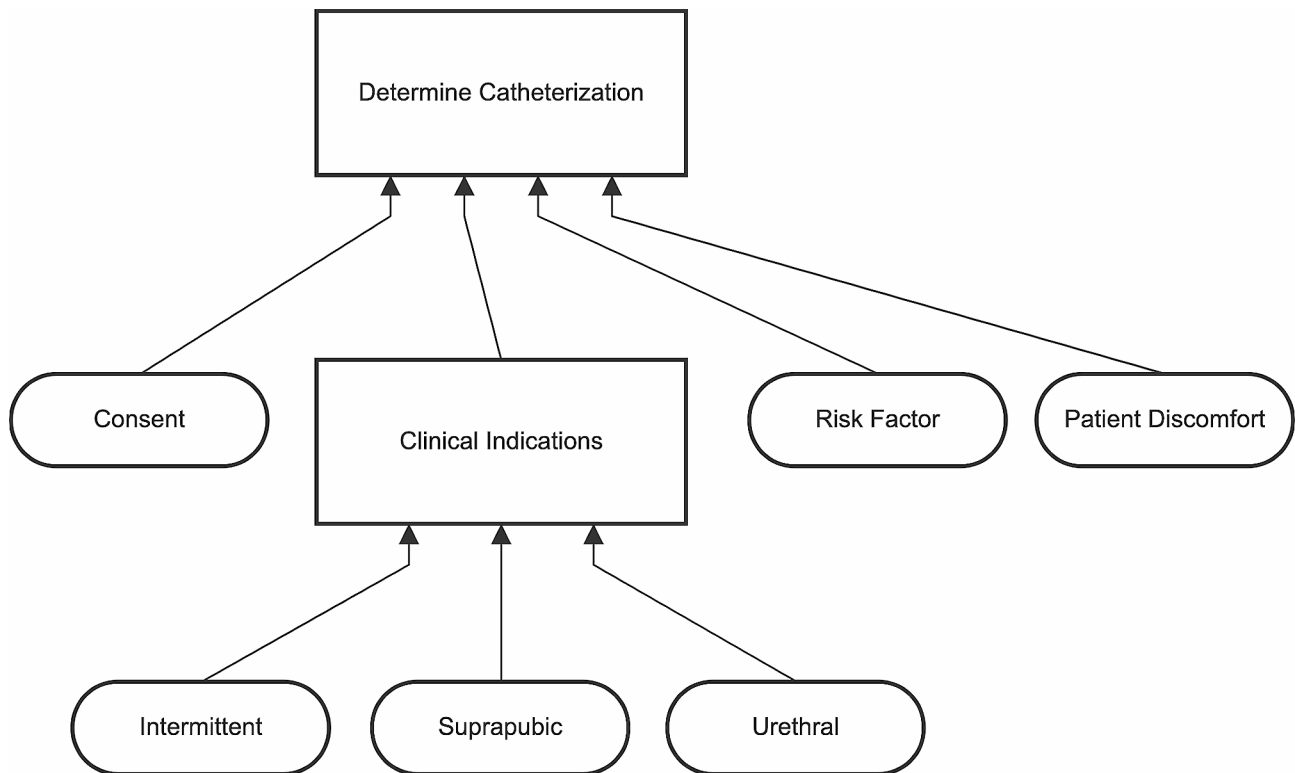 Determine Catheterization
Consent
Clinical Indications
Risk Factor
Patient Discomfort
Intermittent
Suprapubic
Urethral